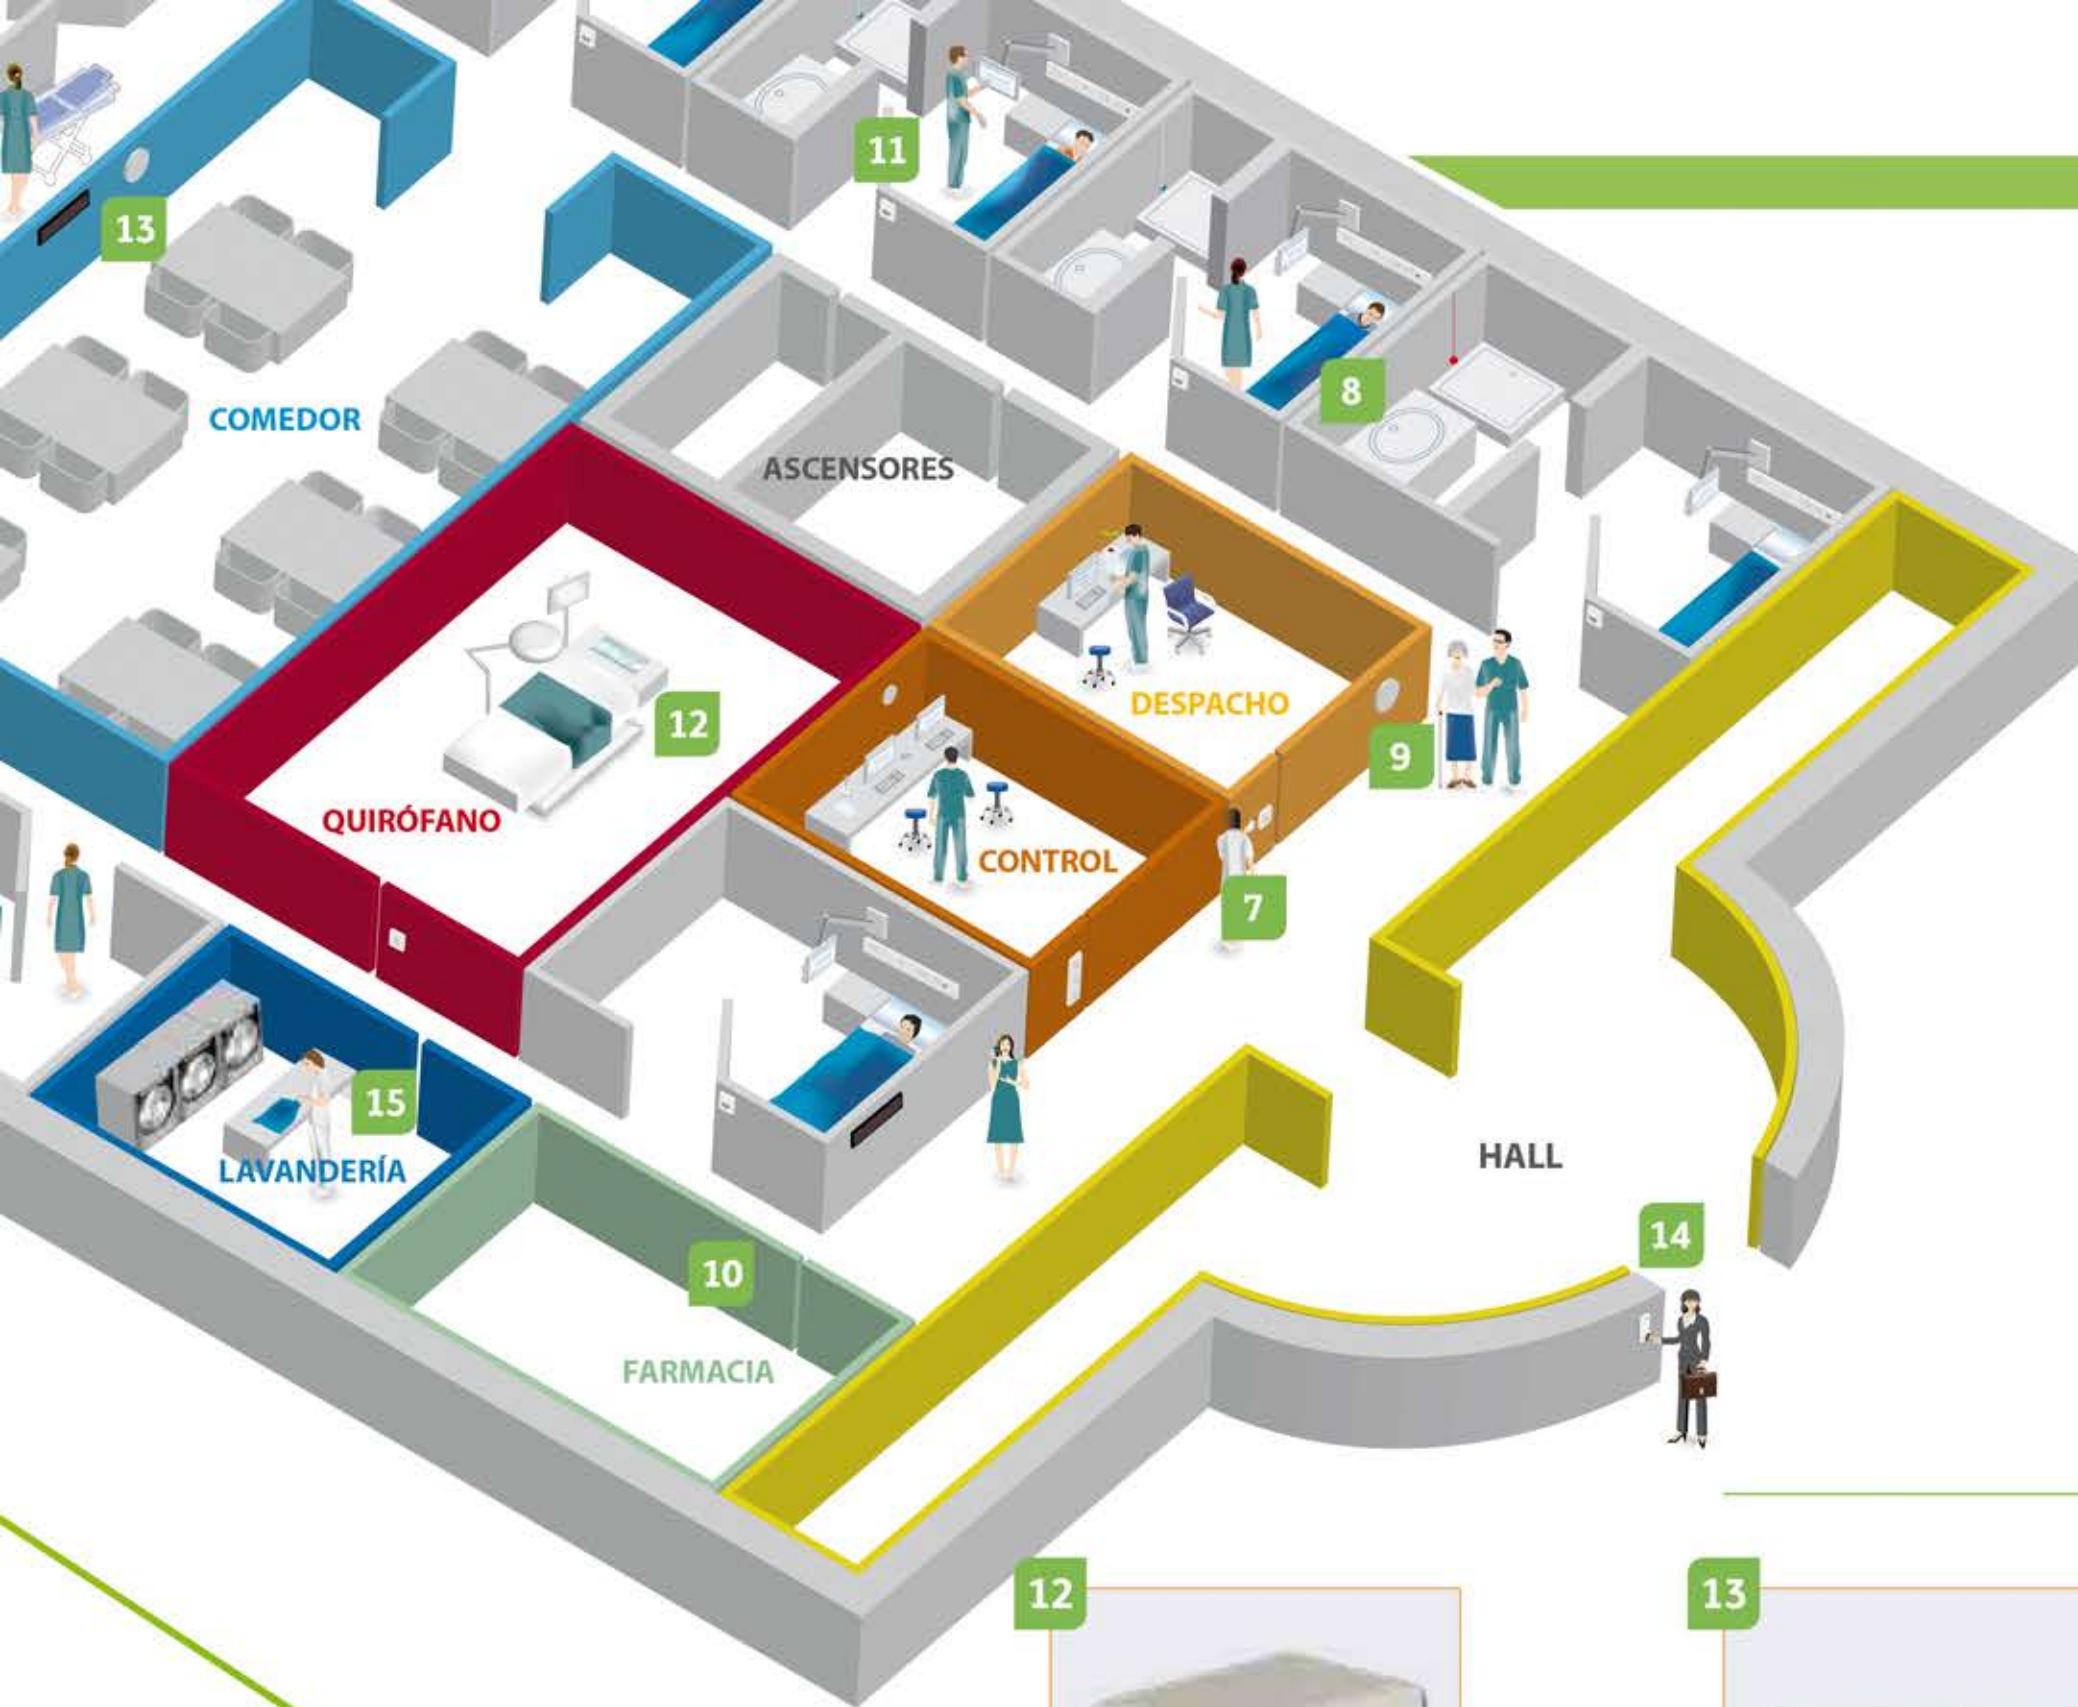 11
13
8
COMEDOR
ASCENSORES
DESPACHO
12
9
QUIRÓFANO
CONTROL
7
15
LAVANDERÍA
HALL
14
10
FARMACIA
12
13